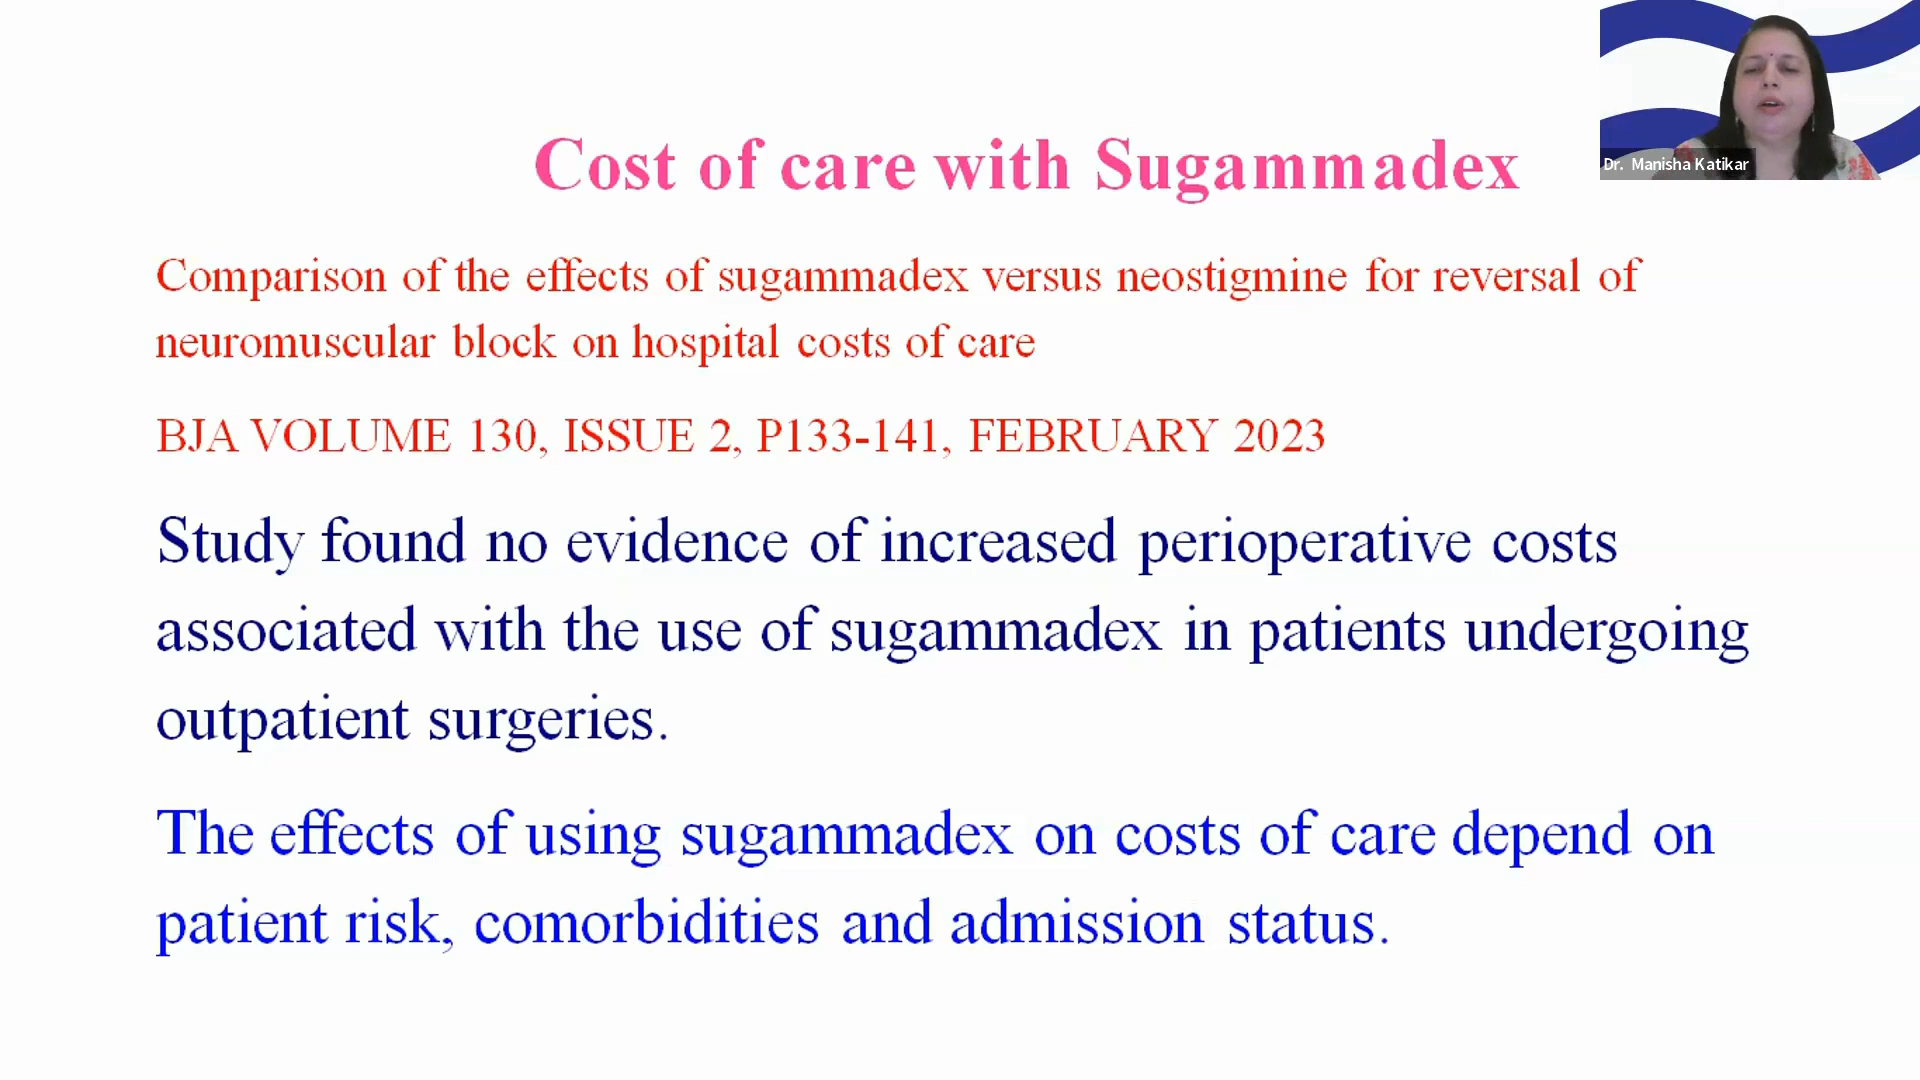 Cost of care with Sugammadex
Dr. Manisha Katikar
Comparison of the effects of sugammadex versus neostigmine for reversal of
neuromuscular block on hospital costs of care
BJA VOLUME 130, ISSUE 2, P133-141, FEBRUARY 2023
Study found no evidence of increased perioperative costs
associated with the use of sugammadex in patients undergoing
outpatient surgeries.
The effects of using sugammadex on costs of care depend on
patient risk, comorbidities and admission status.